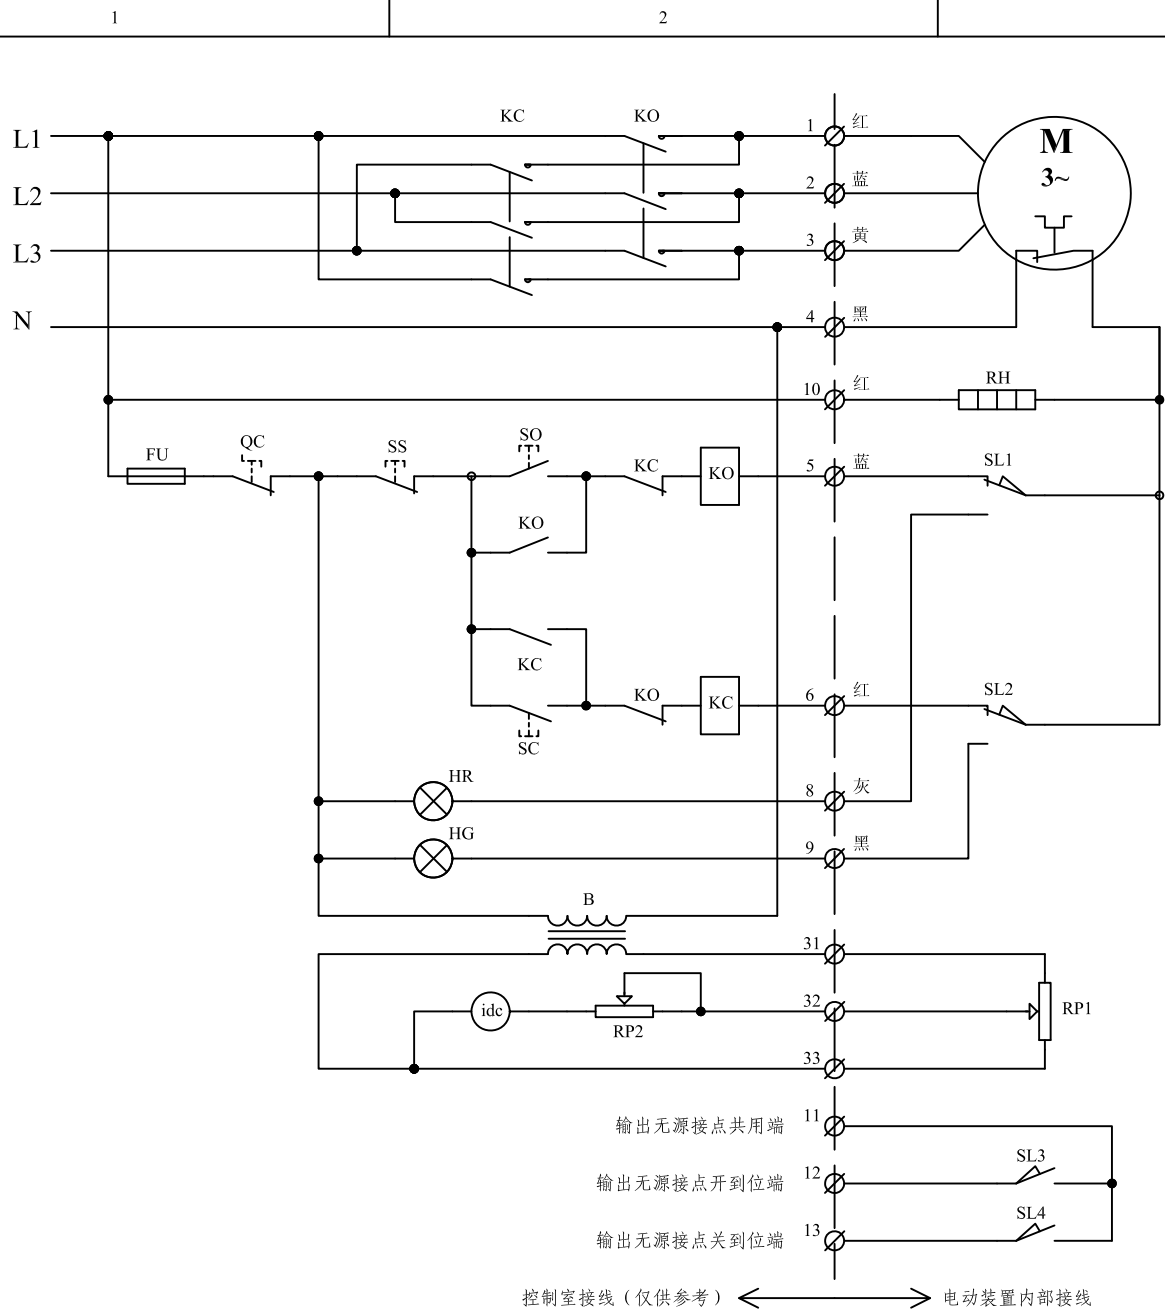 1 2
KC KO
L1 1 红
M
3~
L2 2 蓝
L3 3 黄
N 4 黑
10 红 RH
FU QC SS SO KC KO 5 蓝 SL1
KO
KC
KO KC 6 红 SL2
SC
HR 8 灰
HG 9 黑
B
31
idc RP2 32 RP1
33
输出无源接点共用端 11
输出无源接点开到位端 12 SL3
输出无源接点关到位端 13 SL4
控制室接线（仅供参考） 电动装置内部接线